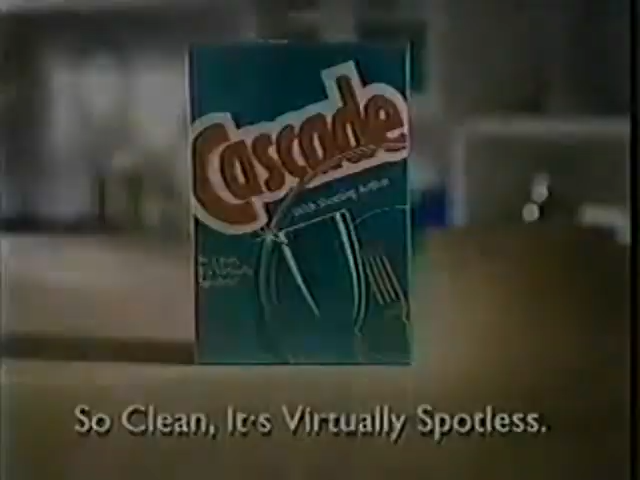 Cascade
With Sheeting Action
So Clean, It's Virtually Spotless.